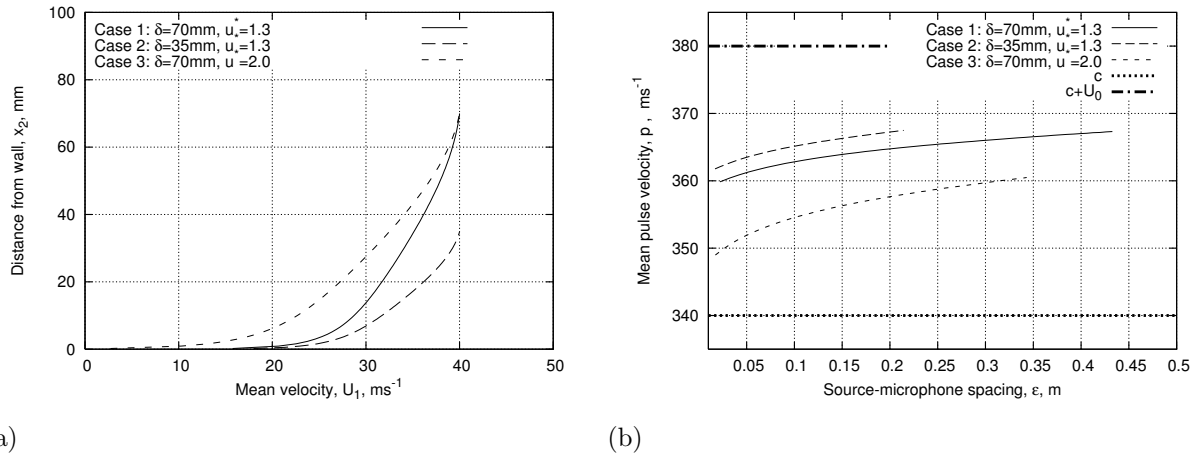 100
80
60
40
20
0
0
10
20
30
40
50
Distance from wall, x2, mm
Mean velocity, U1, ms-1
Case 1: δ=70mm, u*=1.3
Case 2: δ=35mm, u*=1.3
Case 3: δ=70mm, u*=2.0
a)
380
370
360
350
340
0.05
0.1
0.15
0.2
0.25
0.3
0.35
0.4
0.45
0.5
Mean pulse velocity, p , ms-1
Source-microphone spacing, ε, m
Case 1: δ=70mm, u*=1.3
Case 2: δ=35mm, u*=1.3
Case 3: δ=70mm, u*=2.0
c
c+U0
(b)